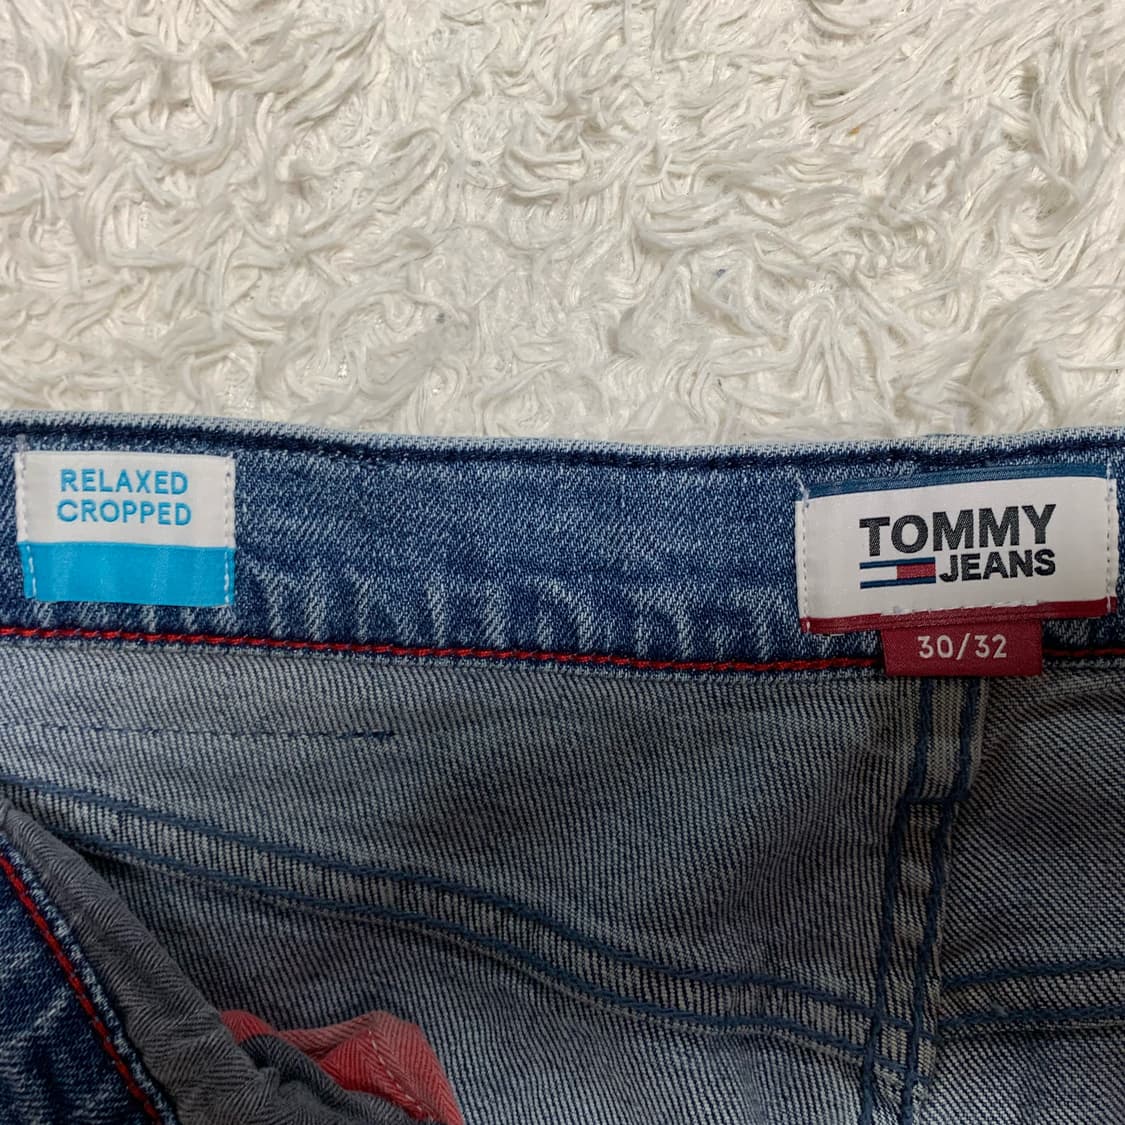 RELAXED
CROPPED
TOMMY
JEANS
30/32